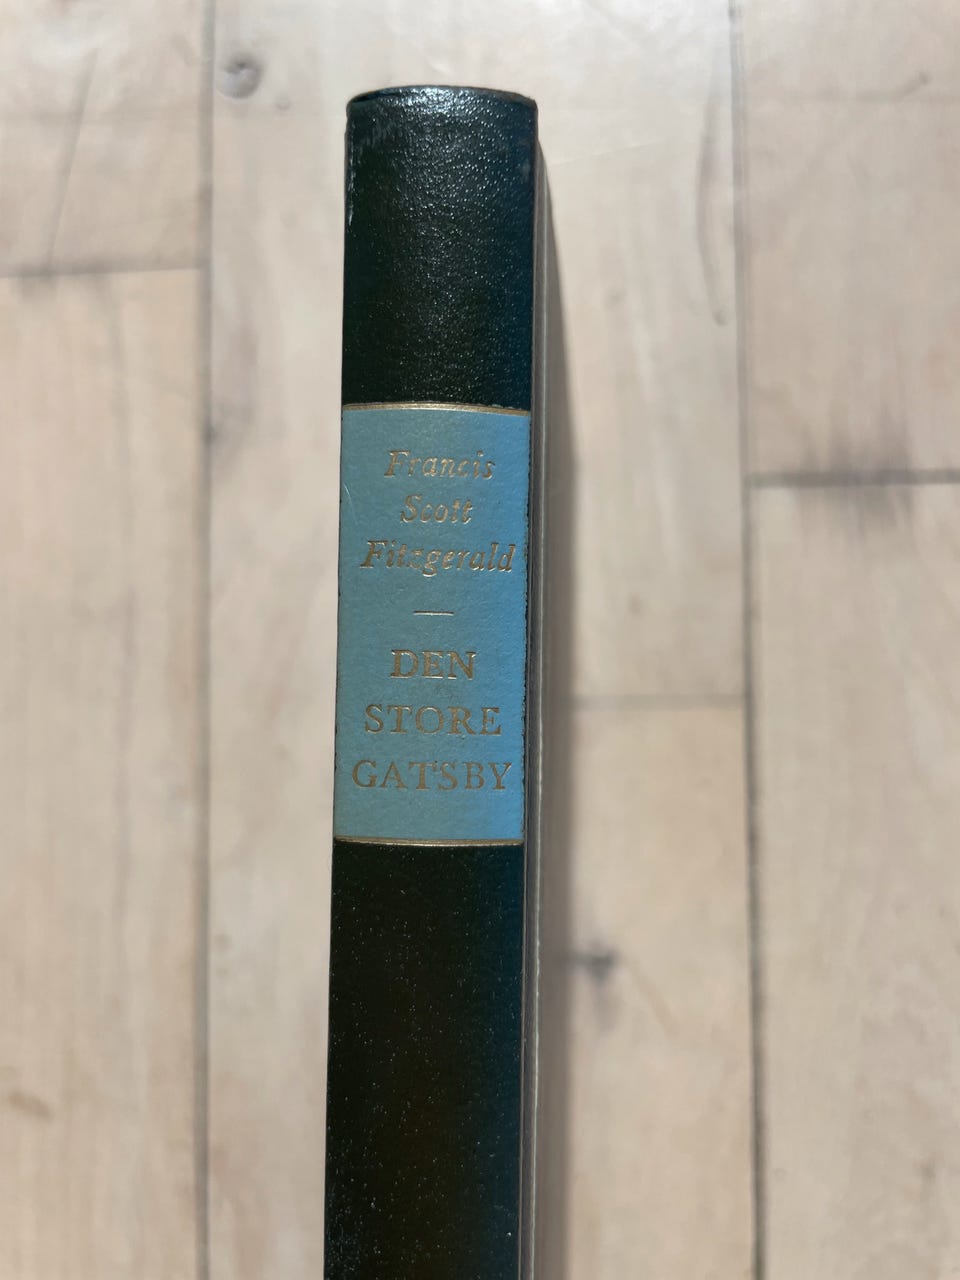 Francis
Scott
Fitzgerald
DEN
STORE
GATSBY